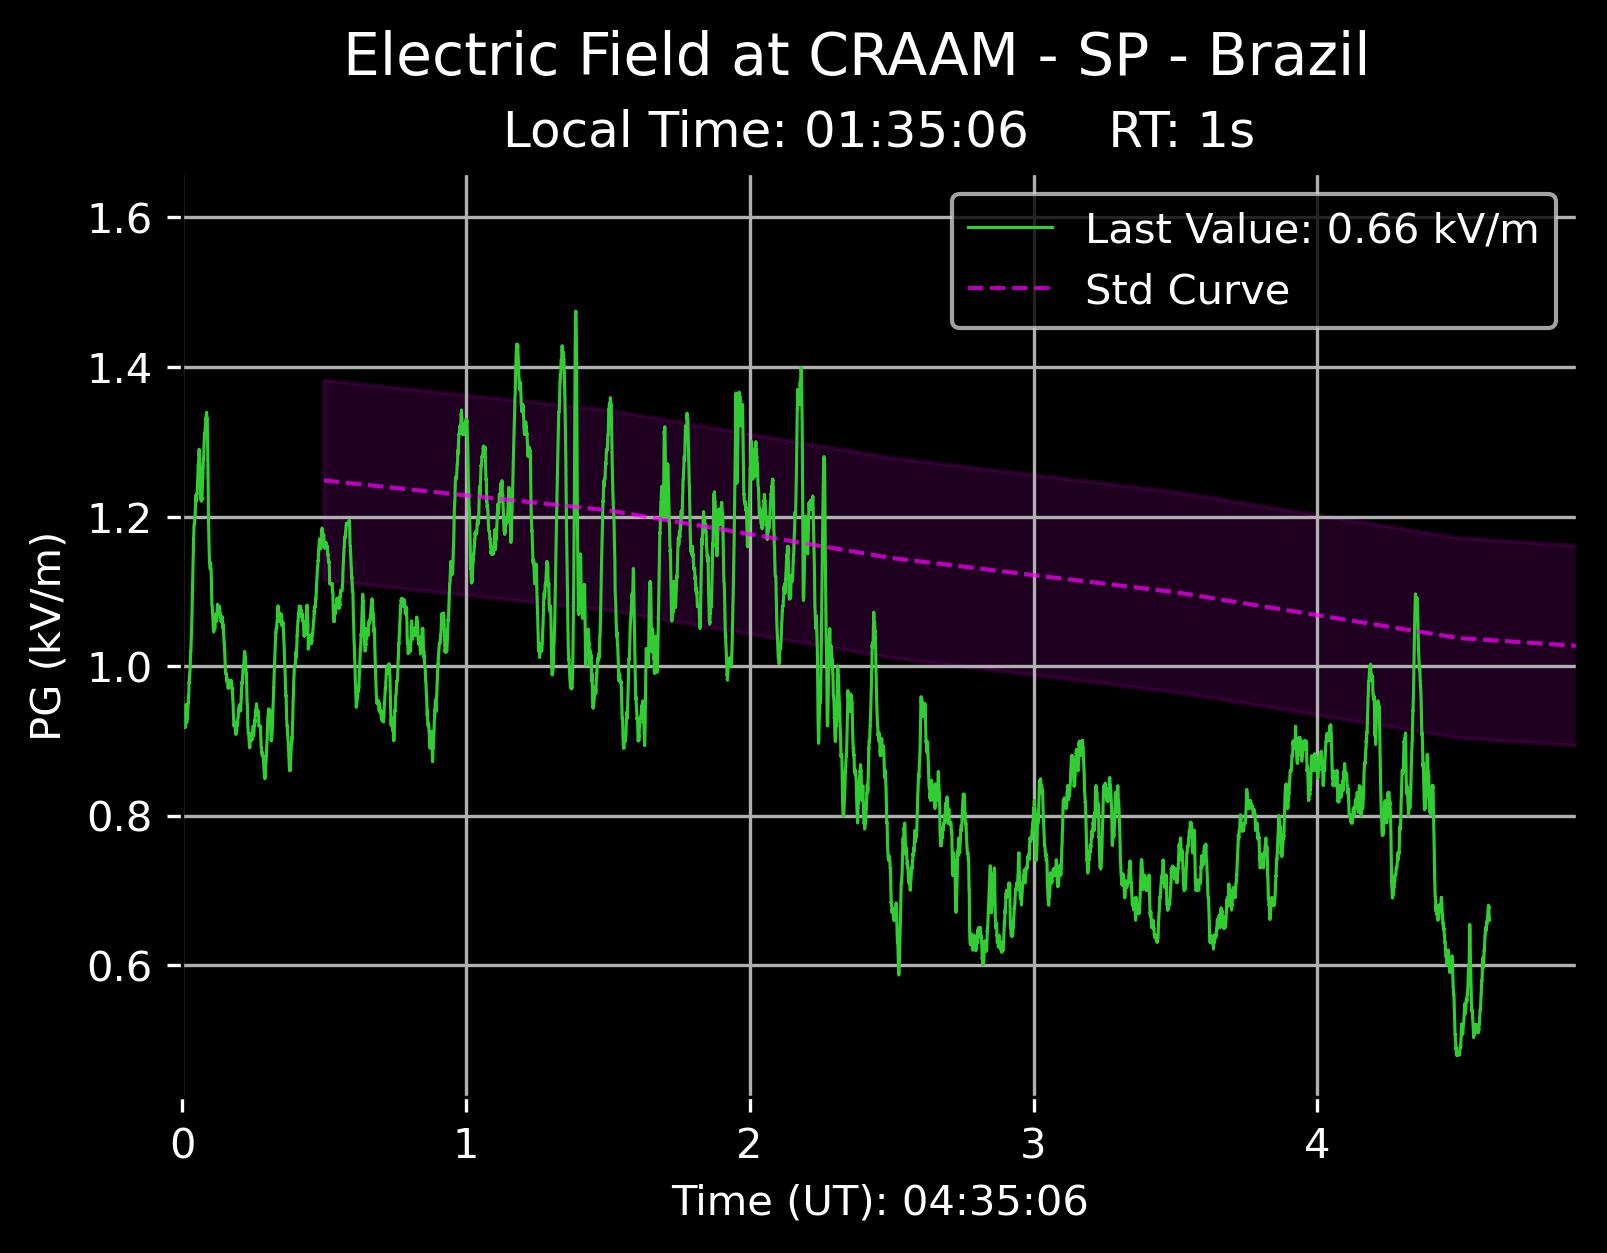 Electric Field at CRAAM - SP - Brazil
Local Time: 01:35:06 RT: 1s
Last Value: 0.66 kV/m
Std Curve
PG (kV/m)
1.6
1.4
1.2
1.0
0.8
0.6
0 1 2 3 4
Time (UT): 04:35:06